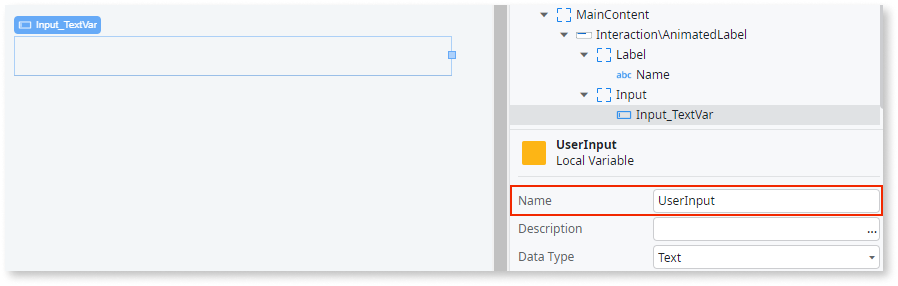 Input_TextVar
MainContent
Interaction\AnimatedLabel
Label
abc Name
Input
Input_TextVar
UserInput
Local Variable
Name UserInput
Description ...
Data Type Text